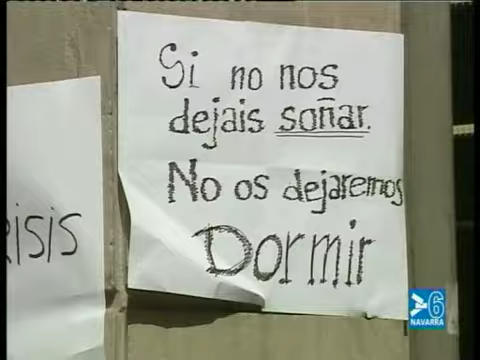 Si no nos
dejais soñar.
No os dejaremos
Dormir
risis
6
NAVARRA